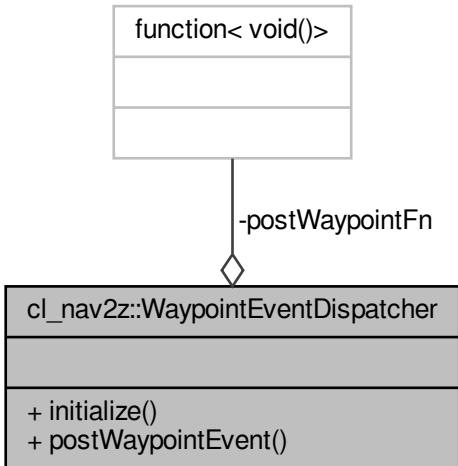 function< void()>
-postWaypointFn
cl_nav2z::WaypointEventDispatcher
+ initialize()
+ postWaypointEvent()